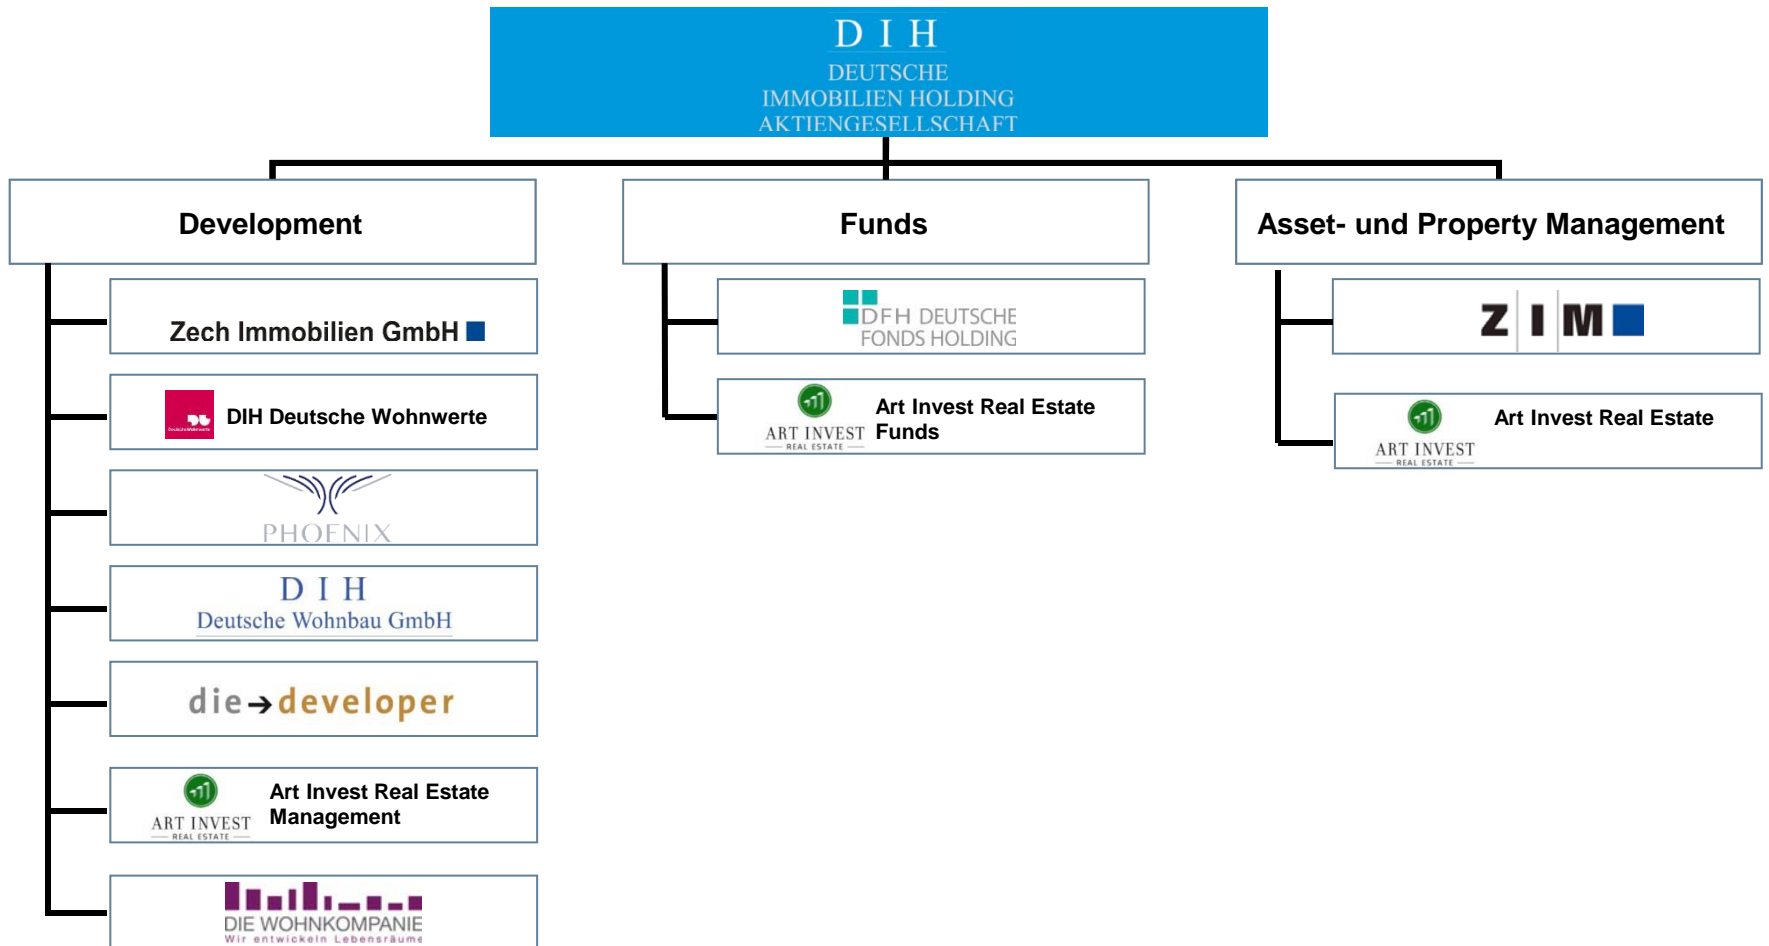 D I H
DEUTSCHE
IMMOBILIEN HOLDING
AKTIENGESELLSCHAFT
Development
Zech Immobilien GmbH
DeutscheWohnwerte
DIH Deutsche Wohnwerte
PHOENIX
D I H
Deutsche Wohnbau GmbH
die→developer
ART INVEST
REAL ESTATE
Art Invest Real Estate
Management
DIE WOHNKOMPANIE
Wir entwickeln Lebensräume
Funds
DFH DEUTSCHE
FONDS HOLDING
ART INVEST
REAL ESTATE
Art Invest Real Estate
Funds
Asset- und Property Management
Z I M
ART INVEST
REAL ESTATE
Art Invest Real Estate